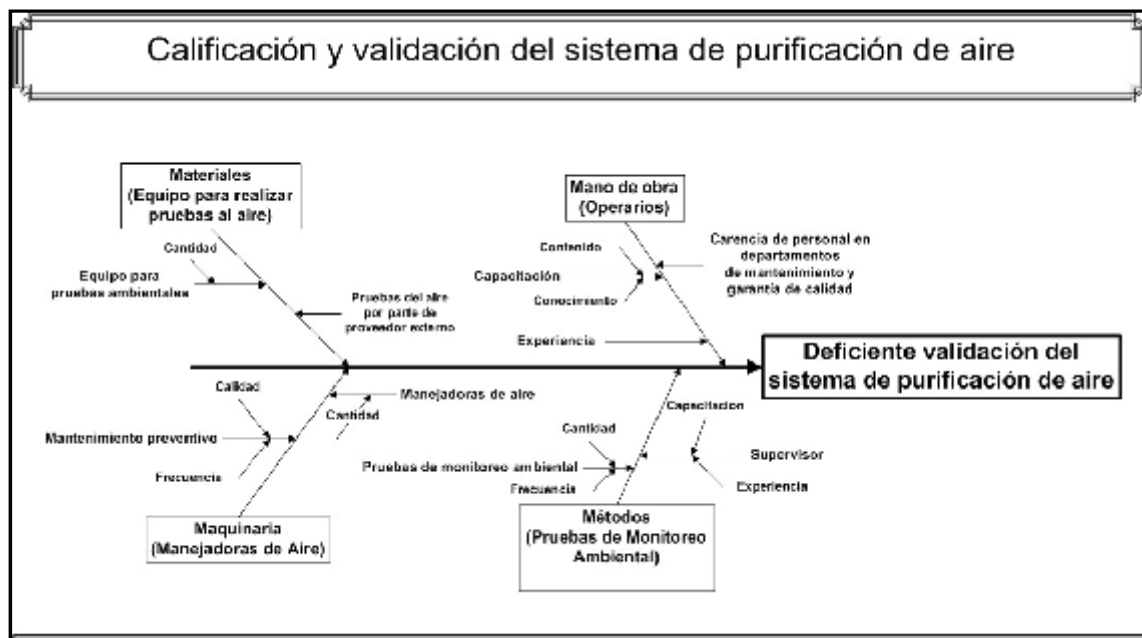 Calificación y validación del sistema de purificación de aire
Materiales
(Equipo para realizar
pruebas al aire)
Mano de obra
(Operarios)
Cantidad
Equipo para
pruebas ambientales
Pruebas del aire
por parte de
proveedor externo
Contenido
Capacitación
Conocimiento
Carencia de personal en
departamentos
de mantenimiento y
garantía de calidad
Experiencia
Deficiente validación del
sistema de purificación de aire
Calidad
Manejadoras de aire
Cantidad
Mantenimiento preventivo
Frecuencia
Maquinaria
(Manejadoras de Aire)
Capacitacion
Cantidad
Pruebas de monitoreo ambiental
Frecuencia
Supervisor
Experiencia
Métodos
(Pruebas de Monitoreo
Ambiental)